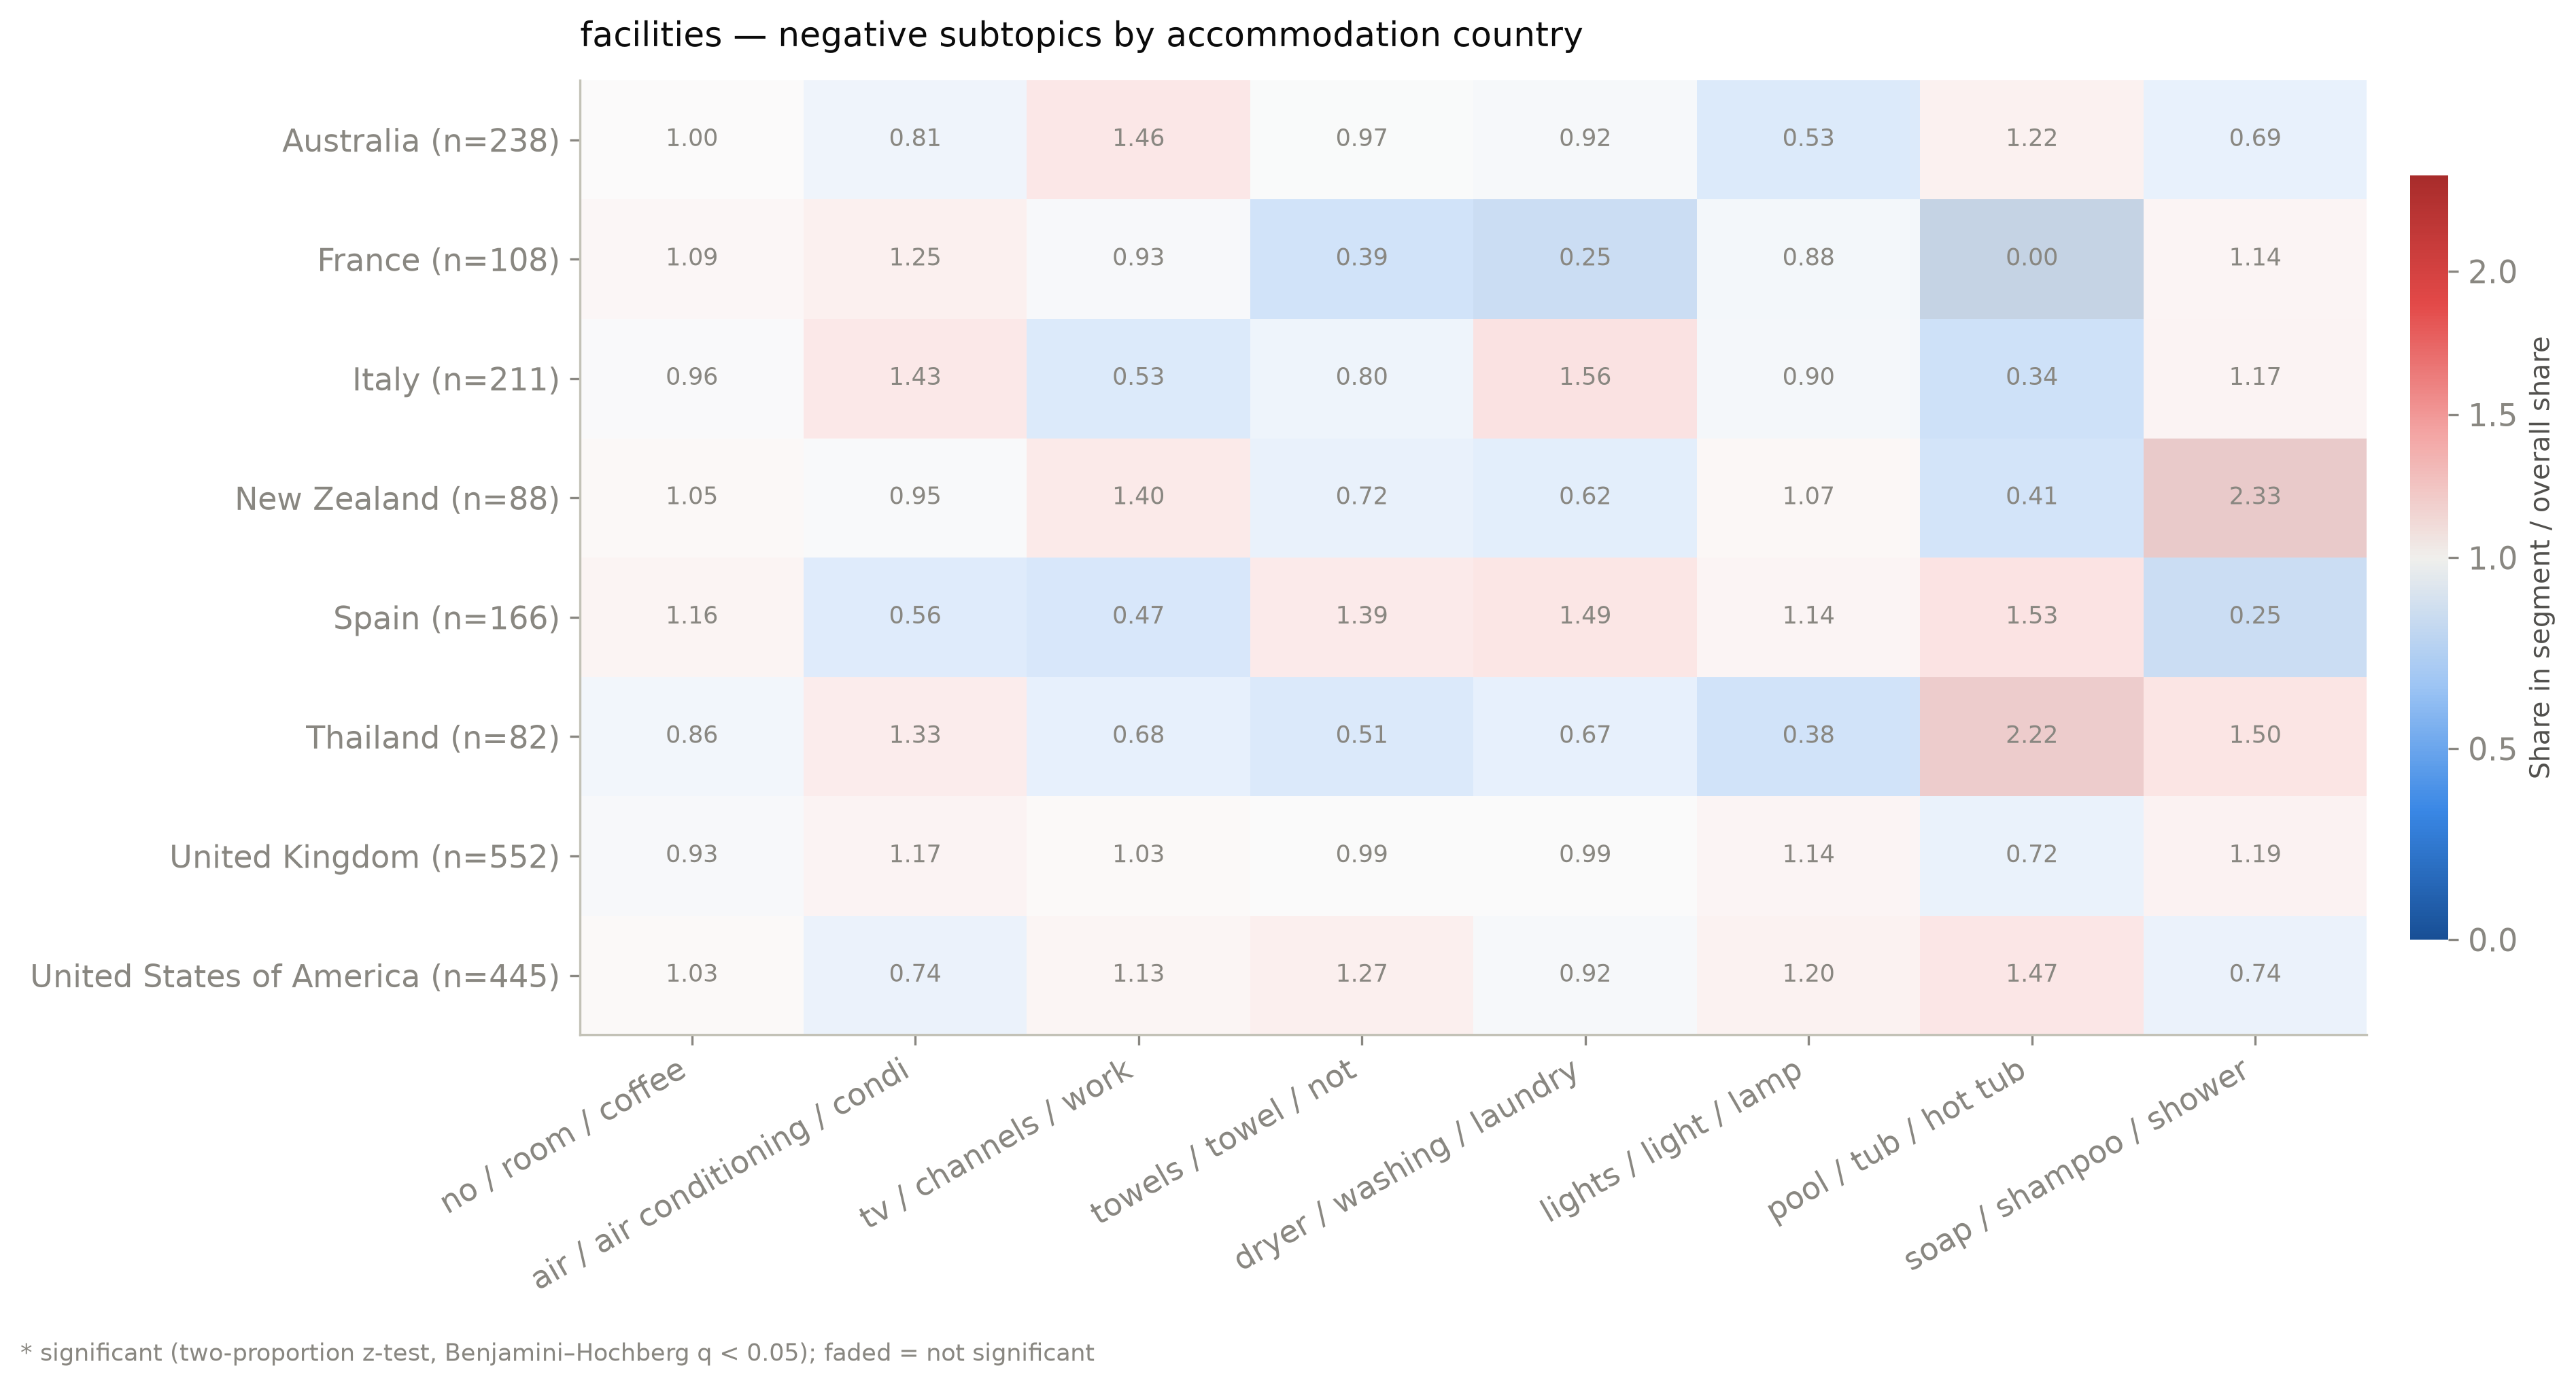 facilities — negative subtopics by accommodation country
Australia (n=238) 1.00 0.81 1.46 0.97 0.92 0.53 1.22 0.69
France (n=108) 1.09 1.25 0.93 0.39 0.25 0.88 0.00 1.14
Italy (n=211) 0.96 1.43 0.53 0.80 1.56 0.90 0.34 1.17
New Zealand (n=88) 1.05 0.95 1.40 0.72 0.62 1.07 0.41 2.33
Spain (n=166) 1.16 0.56 0.47 1.39 1.49 1.14 1.53 0.25
Thailand (n=82) 0.86 1.33 0.68 0.51 0.67 0.38 2.22 1.50
United Kingdom (n=552) 0.93 1.17 1.03 0.99 0.99 1.14 0.72 1.19
United States of America (n=445) 1.03 0.74 1.13 1.27 0.92 1.20 1.47 0.74
no / room / coffee
air / air conditioning / condi
tv / channels / work
towels / towel / not
dryer / washing / laundry
lights / light / lamp
pool / tub / hot tub
soap / shampoo / shower
2.0
1.5
1.0
0.5
0.0
Share in segment / overall share
* significant (two-proportion z-test, Benjamini–Hochberg q < 0.05); faded = not significant